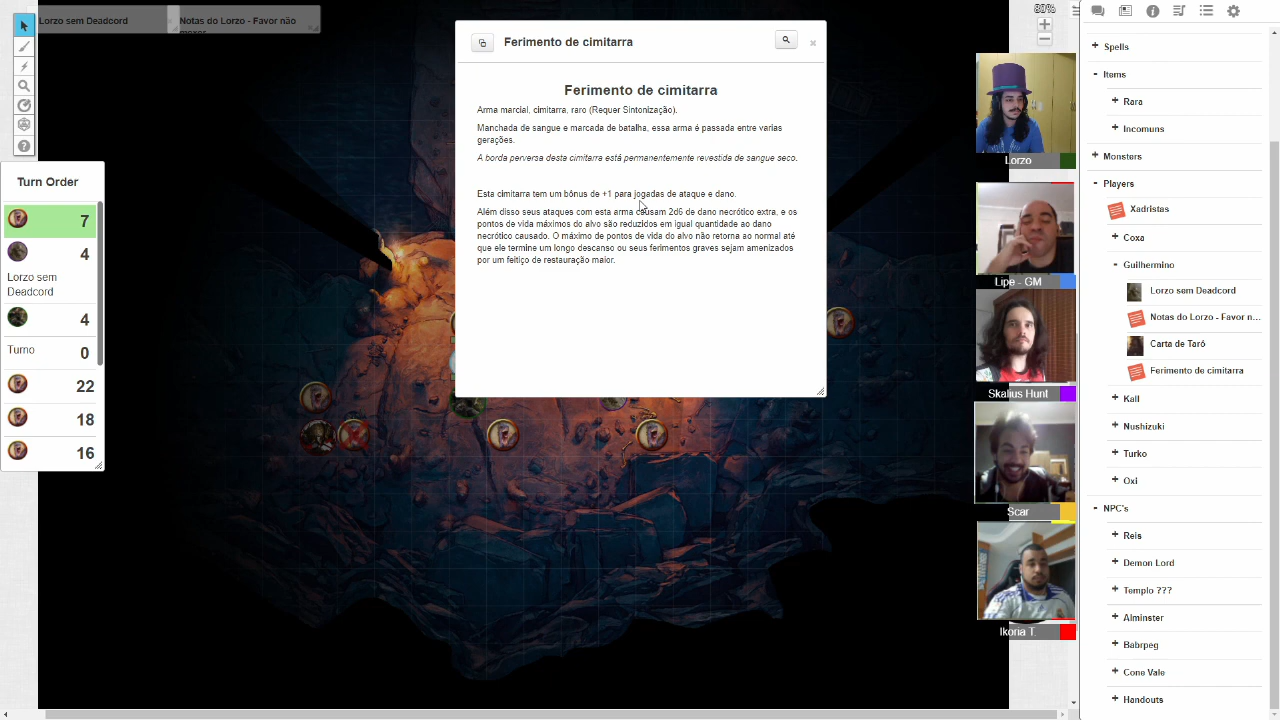 Lorzo sem Deadcord
Notas do Lorzo - Favor não
mexer
80%
Ferimento de cimitarra
Ferimento de cimitarra
Arma marcial, cimitarra, raro (Requer Sintonização).
Manchada de sangue e marcada de batalha, essa arma é passada entre varias
gerações.
A borda perversa desta cimitarra está permanentemente revestida de sangue seco.
Esta cimitarra tem um bônus de +1 para jogadas de ataque e dano.
Além disso seus ataques com esta arma causam 2d6 de dano necrótico extra, e os
pontos de vida máximos do alvo são reduzidos em igual quantidade ao dano
necrótico causado. O máximo de pontos de vida do alvo não retorna ao normal até
que ele termine um longo descanso ou seus ferimentos graves sejam amenizados
por um feitiço de restauração maior.
Turn Order
7
4
Lorzo sem
Deadcord
4
Turno 0
22
18
16
Lorzo
Lipe - GM
Skalius Hunt
Scar
Ikoria T.
Spells
Items
Rara
Incomuns
Monsters
Players
Xadristas
Coxa
Guilhermino
Lorzo sem Deadcord
Notas do Lorzo - Favor n...
Carta de Taró
Ferimento de cimitarra
Kall
Nushizuki
Turko
Oxi
NPC's
Reis
Demon Lord
Templo ???
Alminster
Babrpeg
Cone Vale
Handouts